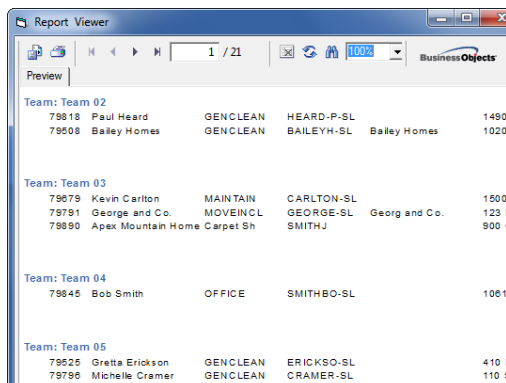 Report Viewer
1 / 21 100% BusinessObjects
Preview
Team: Team 02
79818 Paul Heard GENCLEAN HEARD-P-SL 1490
79508 Bailey Homes GENCLEAN BAILEYH-SL Bailey Homes 1020
Team: Team 03
79679 Kevin Carlton MAINTAIN CARLTON-SL 1500
79791 George and Co. MOVEINCL GEORGE-SL Georg and Co. 123
79890 Apex Mountain Home Carpet Sh SMITHJ 900
Team: Team 04
79845 Bob Smith OFFICE SMITHBO-SL 1061
Team: Team 05
79525 Gretta Erickson GENCLEAN ERICKSO-SL 410
79796 Michelle Cramer GENCLEAN CRAMER-SL 110